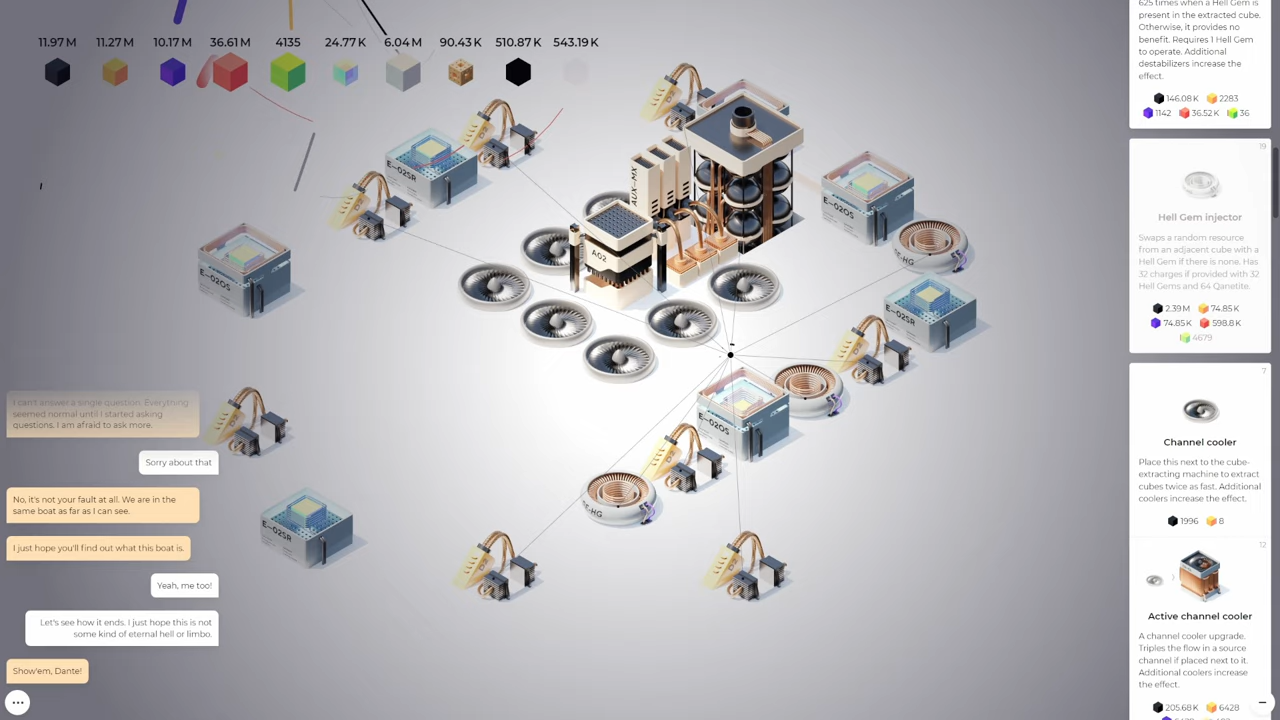 11.97 M 11.27 M 10.17 M 36.61 M 4135 24.77 K 6.04 M 90.43 K 510.87 K 543.19 K
625 times when a Hell Gem is
present in the extracted cube.
Otherwise, it provides no
benefit. Requires 1 Hell Gem
to operate. Additional
destabilizers increase the
effect.
146.08 K 2283
1142 36.52 K 36
19
Hell Gem injector
Swaps a random resource
from an adjacent cube with a
Hell Gem if there is none. Has
32 charges if provided with 32
Hell Gems and 64 Qanetite.
2.39 M 74.85 K
74.85 K 598.8 K
4679
7
Channel cooler
Place this next to the cube-
extracting machine to extract
cubes twice as fast. Additional
coolers increase the effect.
1996 8
12
Active channel cooler
A channel cooler upgrade.
Triples the flow in a source
channel if placed next to it.
Additional coolers increase
the effect.
205.68 K 6428
AUX-MX
A02
E-02SR
E-02OS
E-02OS
E-02SR
E-02OS
E-02SR
I can't answer a single question. Everything
seemed normal until I started asking
questions. I am afraid to ask more.
Sorry about that
No, it's not your fault at all. We are in the
same boat as far as I can see.
I just hope you'll find out what this boat is.
Yeah, me too!
Let's see how it ends. I just hope this is not
some kind of eternal hell or limbo.
Show'em, Dante!